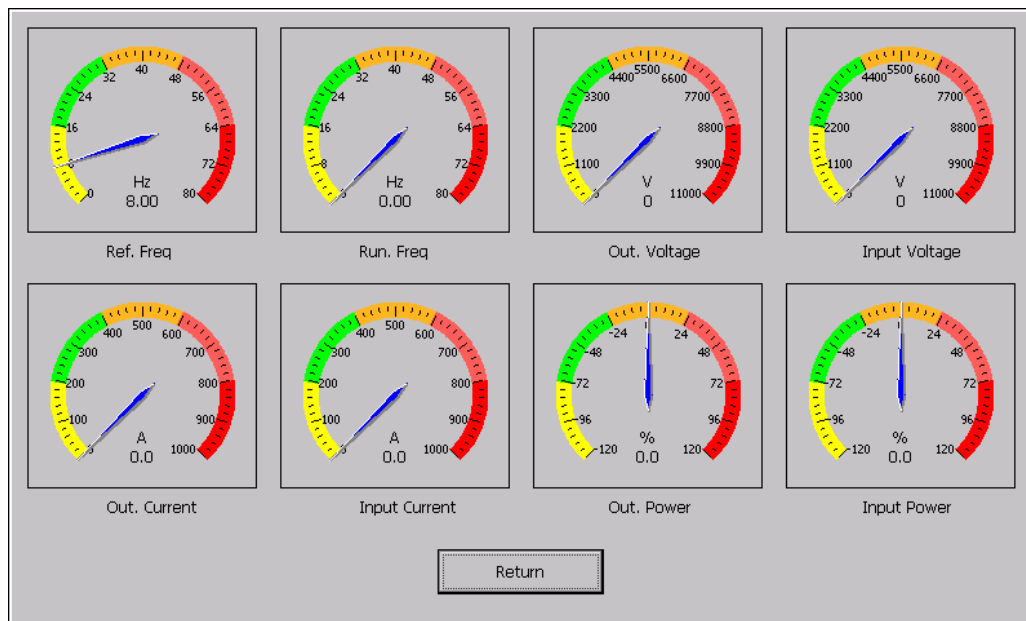 40
32 48
24 56
16 64
8 72
0 Hz 80
8.00
Ref. Freq
40
32 48
24 56
16 64
8 72
Hz 80
0.00
Run. Freq
5500
4400 6600
3300 7700
2200 8800
1100 9900
V 11000
0
Out. Voltage
5500
4400 6600
3300 7700
2200 8800
1100 9900
V 11000
0
Input Voltage
500
400 600
300 700
200 800
100 900
A 1000
0.0
Out. Current
500
400 600
300 700
200 800
100 900
A 1000
0.0
Input Current
-24 24
-48 48
-72 72
-96 96
-120 % 120
0.0
Out. Power
-24 24
-48 48
-72 72
-96 96
-120 % 120
0.0
Input Power
Return